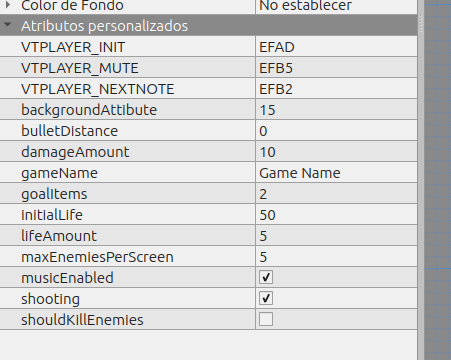 Color de Fondo No establecer
Atributos personalizados
VTPLAYER_INIT EFAD
VTPLAYER_MUTE EFB5
VTPLAYER_NEXTNOTE EFB2
backgroundAttibute 15
bulletDistance 0
damageAmount 10
gameName Game Name
goalItems 2
initialLife 50
lifeAmount 5
maxEnemiesPerScreen 5
musicEnabled
shooting
shouldKillEnemies